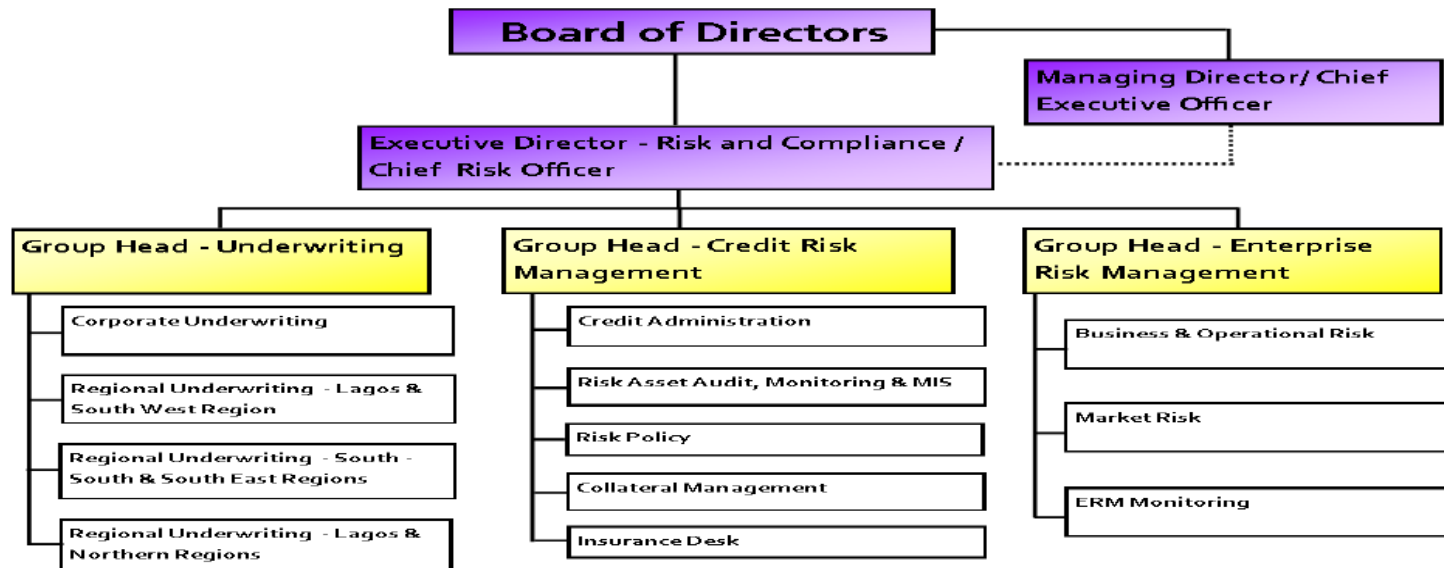 Board of Directors
Managing Director/ Chief
Executive Officer
Executive Director - Risk and Compliance /
Chief Risk Officer
Group Head - Underwriting
Corporate Underwriting
Regional Underwriting - Lagos &
South West Region
Regional Underwriting - South -
South & South East Regions
Regional Underwriting - Lagos &
Northern Regions
Group Head - Credit Risk
Management
Credit Administration
Risk Asset Audit, Monitoring & MIS
Risk Policy
Collateral Management
Insurance Desk
Group Head - Enterprise
Risk Management
Business & Operational Risk
Market Risk
ERM Monitoring